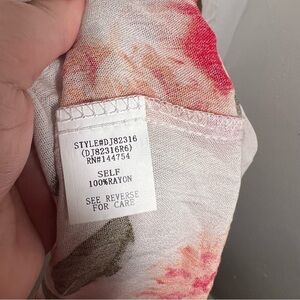 STYLE#DJ82316
(DJ82316R6)
RN#144754
SELF
100%RAYON
SEE REVERSE
FOR CARE